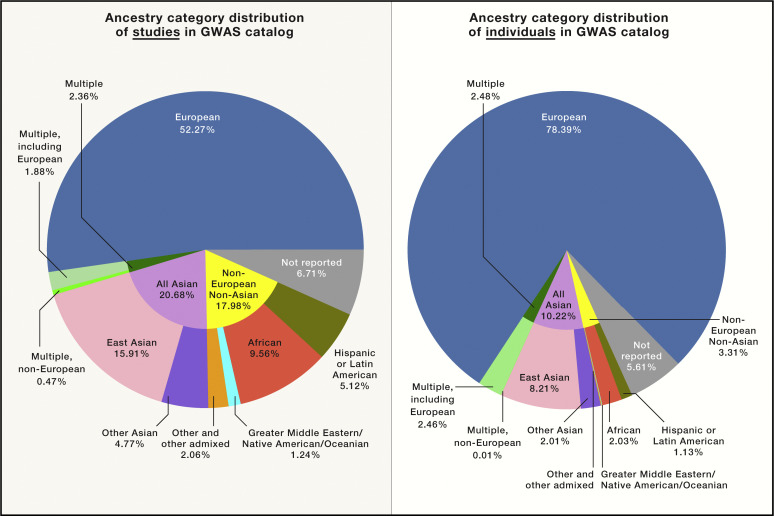 Ancestry category distribution
of studies in GWAS catalog
Multiple
2.36%
European
52.27%
Multiple,
including
European
1.88%
Not reported
6.71%
All Asian
20.68%
Non-
European
Non-Asian
17.98%
East Asian
15.91%
African
9.56%
Multiple,
non-European
0.47%
Hispanic
or Latin
American
5.12%
Other Asian
4.77%
Other and
other admixed
2.06%
Greater Middle Eastern/
Native American/Oceanian
1.24%
Ancestry category distribution
of individuals in GWAS catalog
Multiple
2.48%
European
78.39%
All
Asian
10.22%
Non-
European
Non-Asian
3.31%
Not
reported
5.61%
East Asian
8.21%
Multiple,
including
European
2.46%
Multiple,
non-European
0.01%
Other Asian
2.01%
African
2.03%
Hispanic or
Latin American
1.13%
Other and
other admixed
Greater Middle Eastern/
Native American/Oceanian